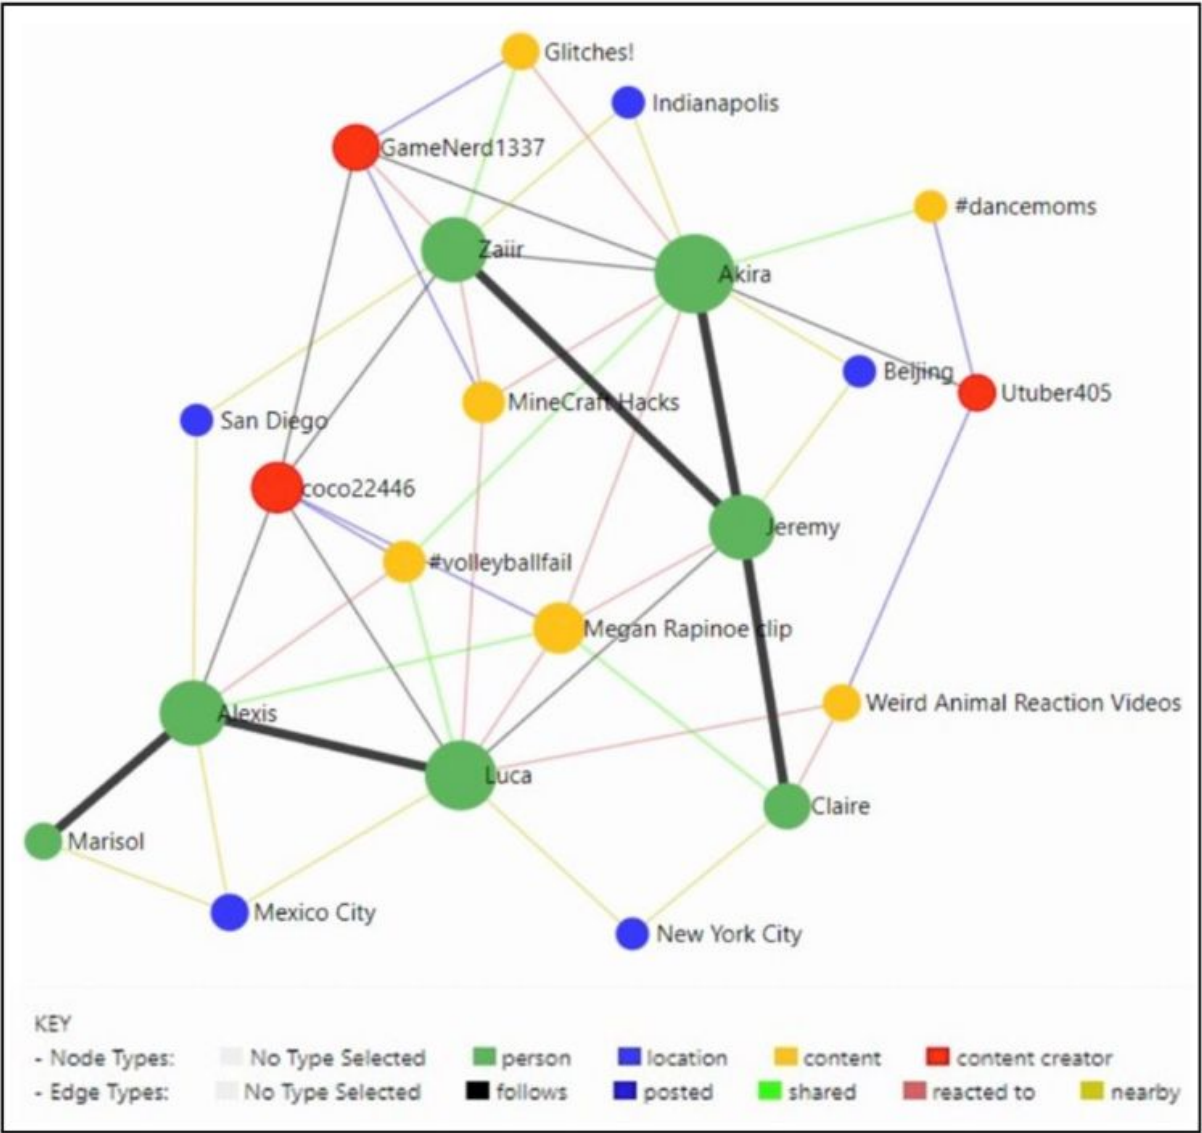 Glitches!
Indianapolis
GameNerd1337
#dancemoms
Zaiir
Akira
Beljing
Utuber405
MineCraft Hacks
San Diego
coco22446
Jeremy
#volleyballfail
Megan Rapinoe clip
Weird Animal Reaction Videos
Alexis
Luca
Claire
Marisol
Mexico City
New York City
KEY
- Node Types: No Type Selected person location content content creator
- Edge Types: No Type Selected follows posted shared reacted to nearby